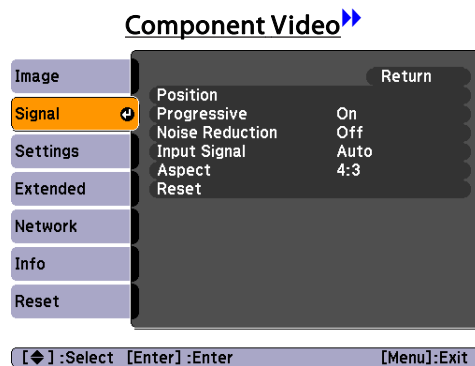 Component Video
Image
Return
Position
Signal
Progressive On
Noise Reduction Off
Settings
Input Signal Auto
Aspect 4:3
Extended
Reset
Network
Info
Reset
[◆] :Select [Enter] :Enter [Menu]:Exit